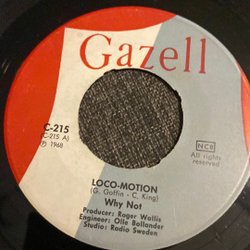 Gazell
C-215
(C-215 A)
Ⓟ 1968
NCB
All rights
reserved
LOCO-MOTION
(G. Goffin - C. King)
Why Not
Producer: Roger Wallis
Engineer: Olle Bollander
Studio: Radio Sweden